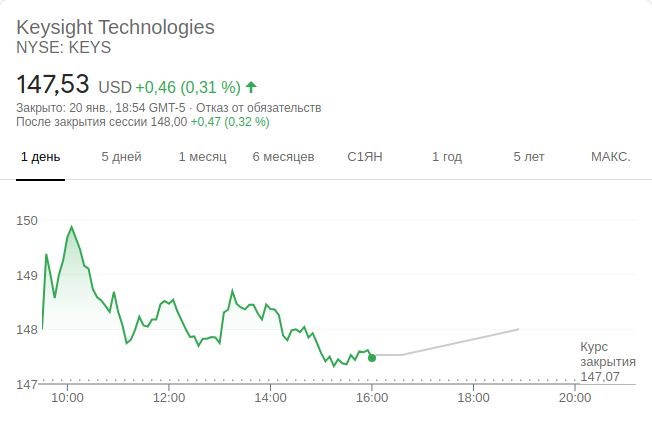 Keysight Technologies
NYSE: KEYS
147,53 USD +0,46 (0,31 %)
Закрыто: 20 янв., 18:54 GMT-5 · Отказ от обязательств
После закрытия сессии 148,00 +0,47 (0,32 %)
1 день 5 дней 1 месяц 6 месяцев С1ЯН 1 год 5 лет МАКС.
150
149
148
147
Курс
закрытия
147,07
10:00 12:00 14:00 16:00 18:00 20:00